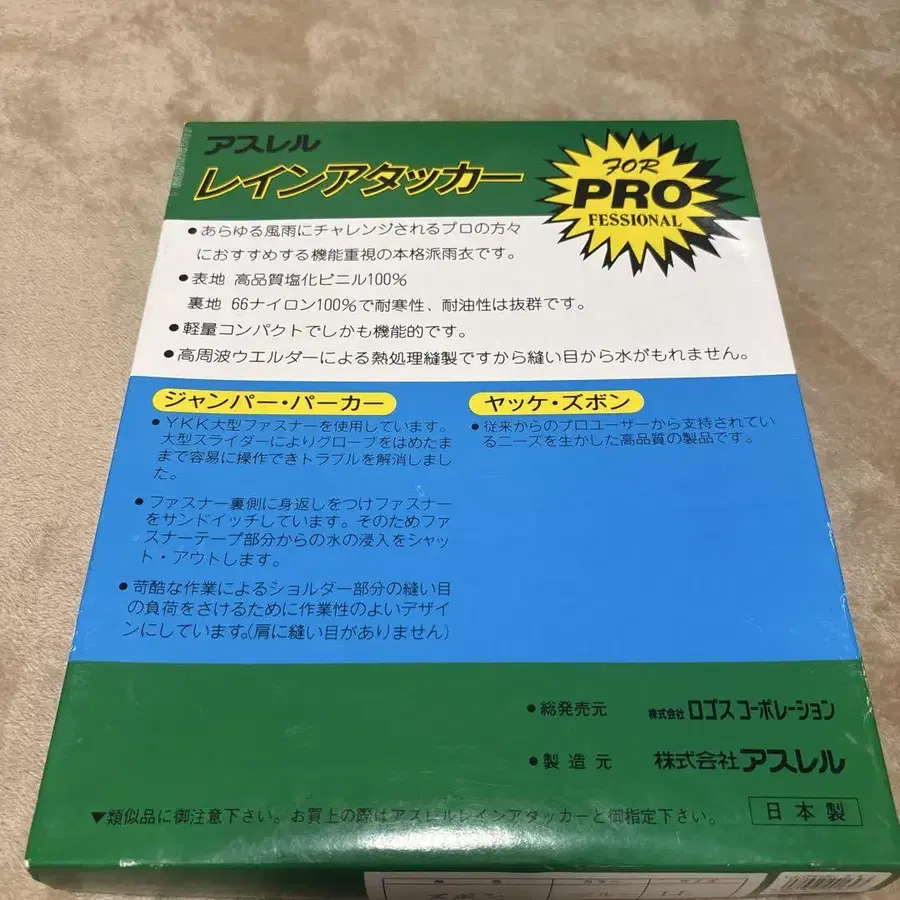 アスレル
レインアタッカー
FOR
PRO
FESSIONAL
●あらゆる風雨にチャレンジされるプロの方々
におすすめする機能重視の本格派雨衣です。
●表地 高品質塩化ビニル100%
裏地 66ナイロン100%で耐寒性、耐油性は抜群です。
●軽量コンパクトでしかも機能的です。
●高周波ウエルダーによる熱処理縫製ですから縫い目から水がもれません。
ジャンパー・パーカー
●YKK大型ファスナーを使用しています。
大型スライダーによりグローブをはめたま
まで容易に操作できトラブルを解消しまし
た。
●ファスナー裏側に身返しをつけファスナー
をサンドイッチしています。そのためファ
スナーテープ部分からの水の浸入をシャッ
ト・アウトします。
●苛酷な作業によるショルダー部分の縫い目
の負荷をさけるために作業性のよいデザイ
ンにしています。(肩に縫い目がありません)
ヤッケ・ズボン
●従来からのプロユーザーから支持されてい
るニーズを生かした高品質の製品です。
●総発売元 株式会社 ロゴス コーポレーション
●製造元 株式会社 アスレル
▼類似品に御注意下さい。お買上の際はアスレルレインアタッカーと御指定下さい。
日本製